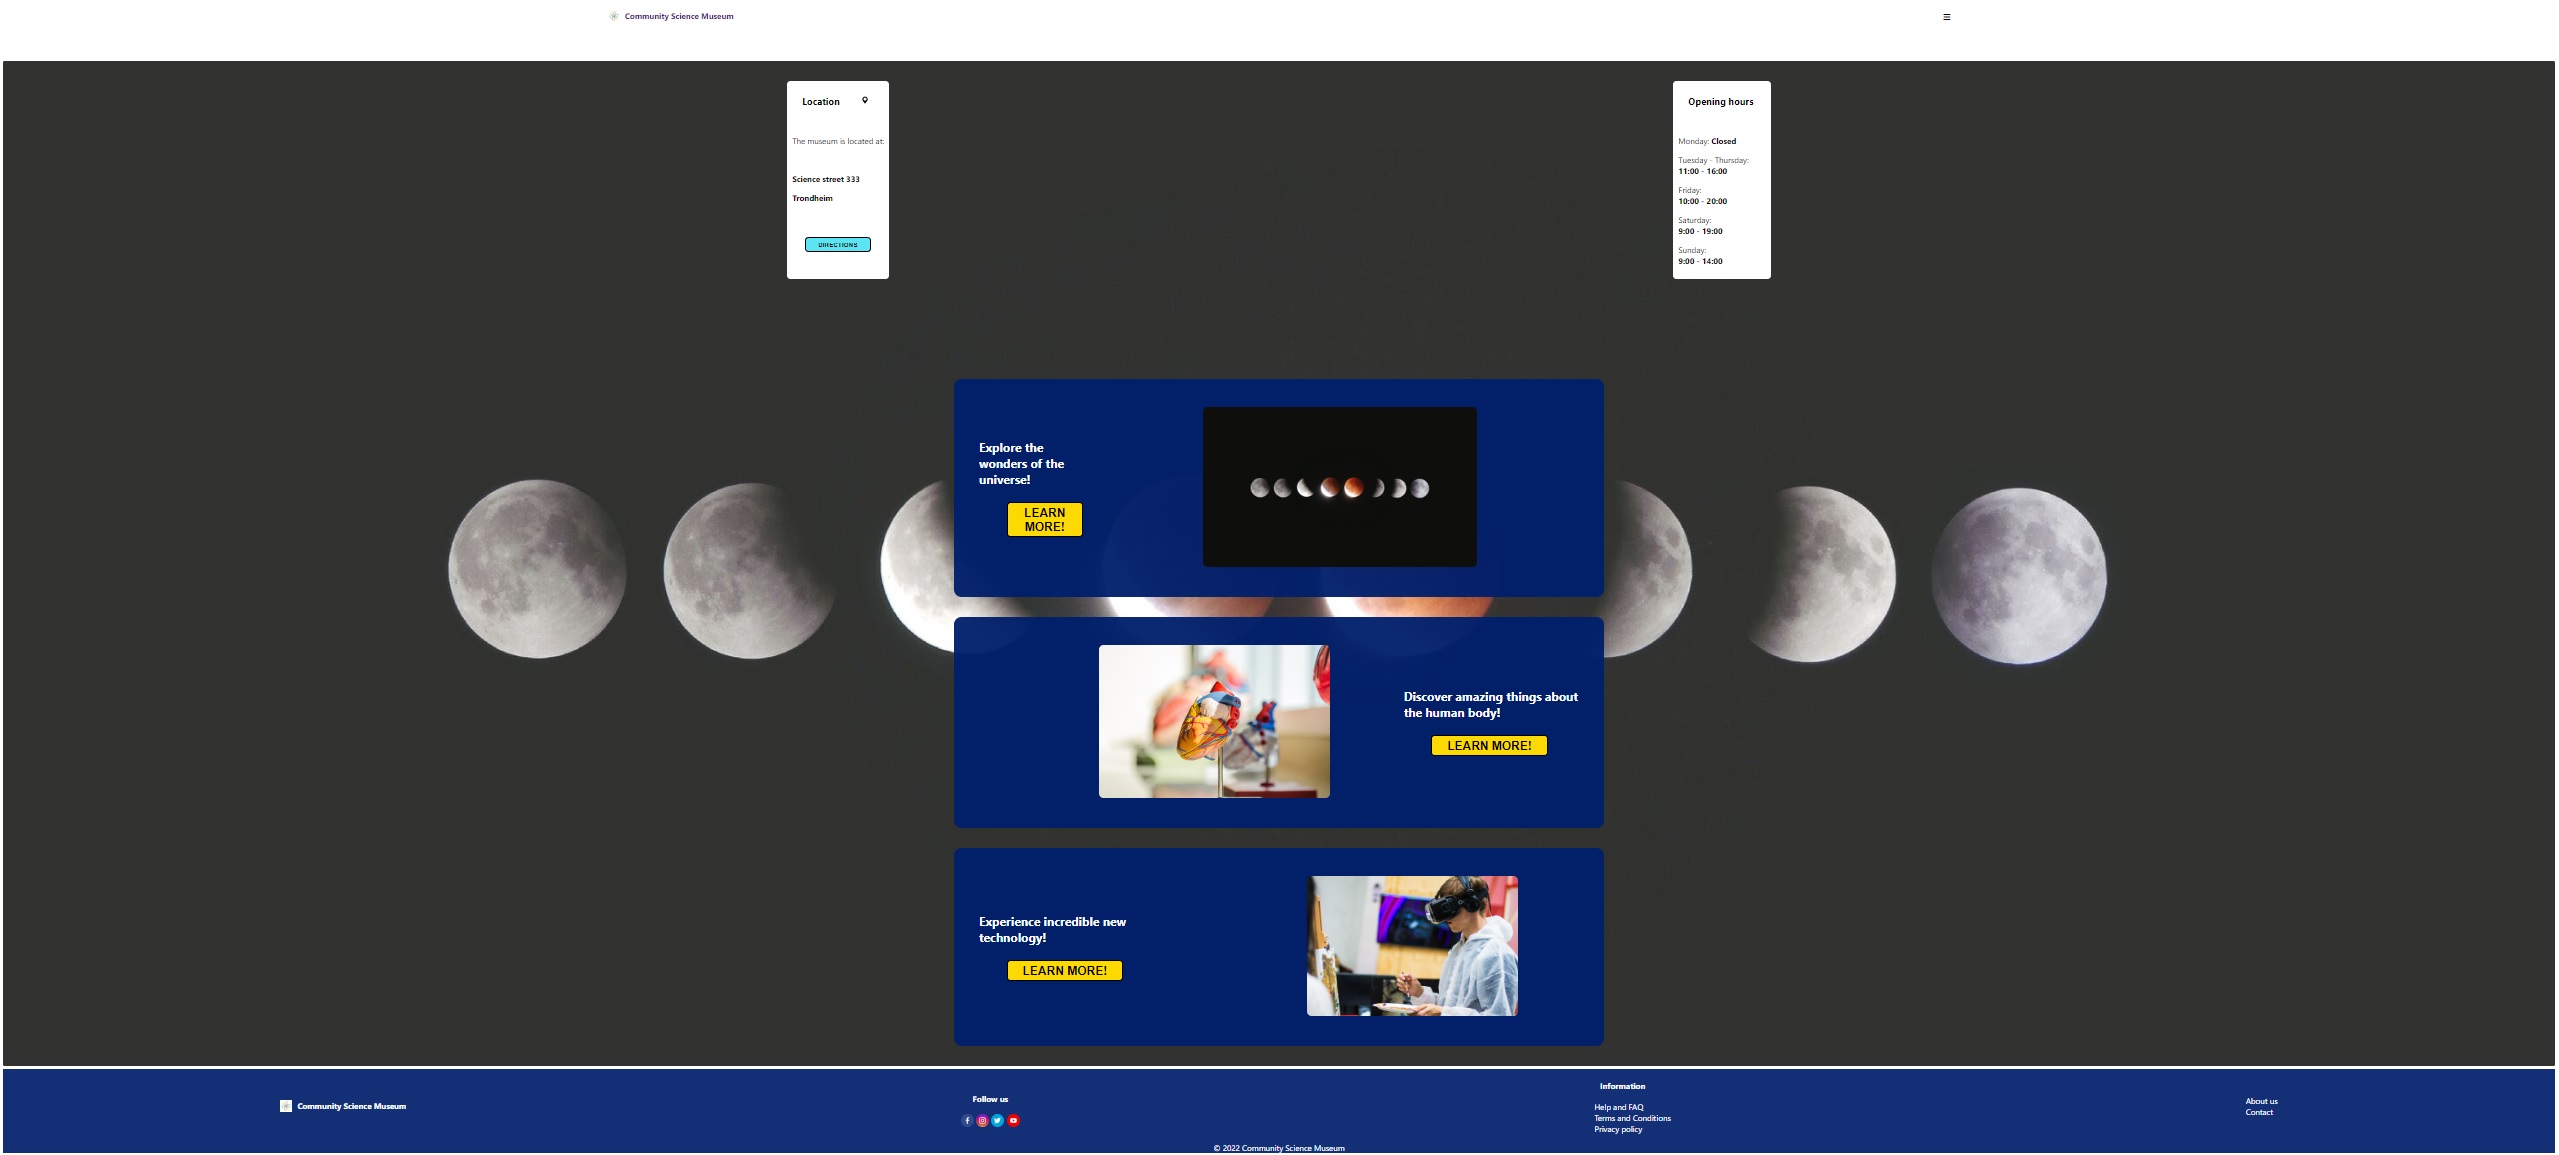 Community Science Museum
Location
The museum is located at:
Science street 333
Trondheim
DIRECTIONS
Opening hours
Monday: Closed
Tuesday - Thursday:
11:00 - 16:00
Friday:
10:00 - 20:00
Saturday:
9:00 - 19:00
Sunday:
9:00 - 14:00
Explore the
wonders of the
universe!
LEARN
MORE!
Discover amazing things about
the human body!
LEARN MORE!
Experience incredible new
technology!
LEARN MORE!
Community Science Museum
Follow us
Information
Help and FAQ
Terms and Conditions
Privacy policy
About us
Contact
© 2022 Community Science Museum